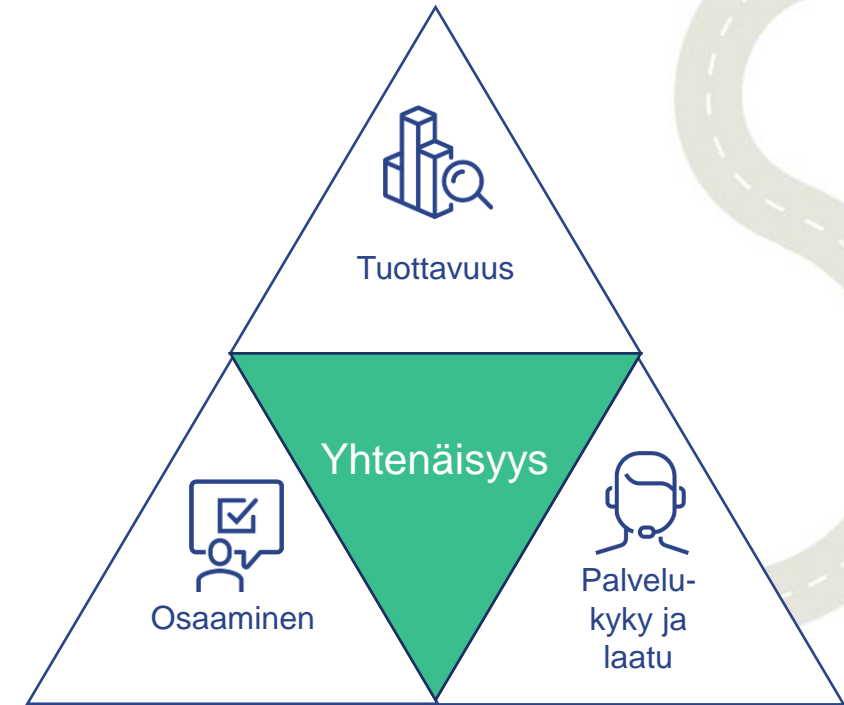 Tuottavuus
Yhtenäisyys
Osaaminen
Palvelu-
kyky ja
laatu